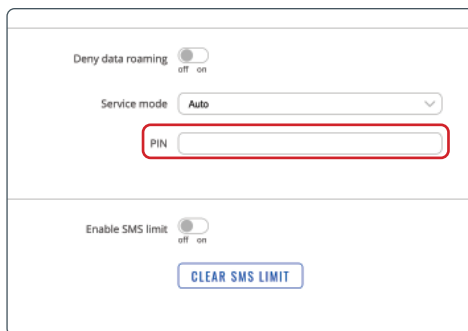 Deny data roaming
off on
Service mode Auto
PIN
Enable SMS limit
off on
CLEAR SMS LIMIT